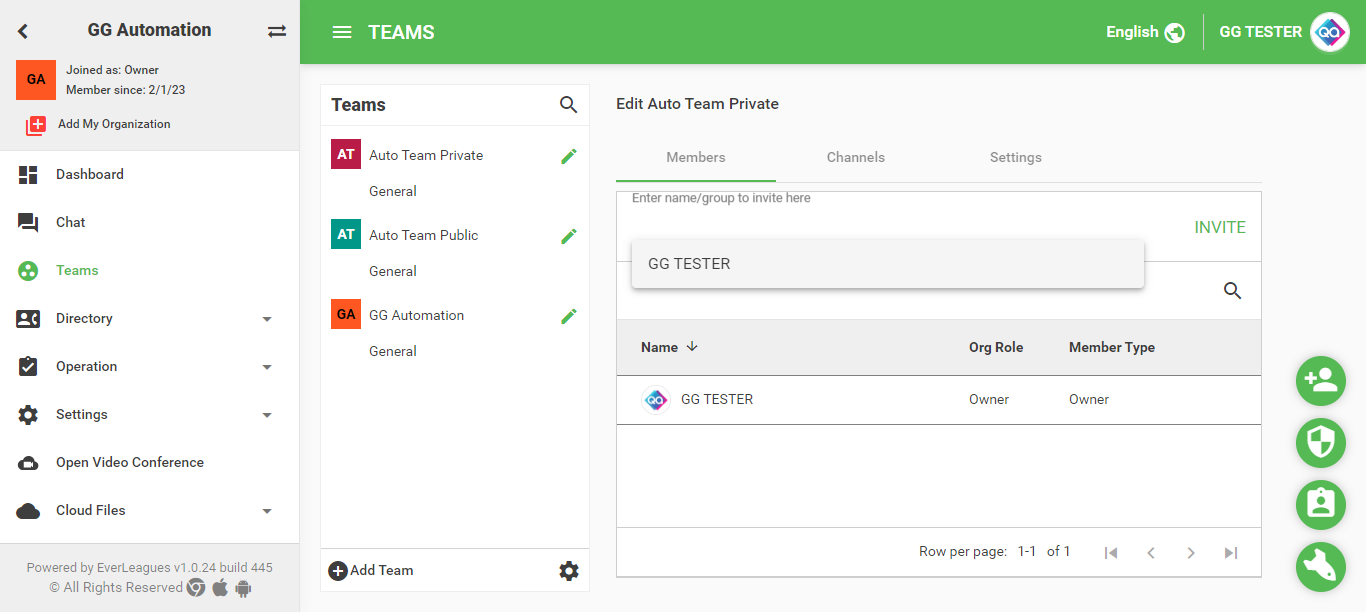 GG Automation
GA
Joined as: Owner
Member since: 2/1/23
Add My Organization
Dashboard
Chat
Teams
Directory
Operation
Settings
Open Video Conference
Cloud Files
Powered by EverLeagues v1.0.24 build 445
© All Rights Reserved
TEAMS
English
GG TESTER
QA
Teams
AT Auto Team Private
General
AT Auto Team Public
General
GA GG Automation
General
Add Team
Edit Auto Team Private
Members Channels Settings
Enter name/group to invite here
INVITE
GG TESTER
Name Org Role Member Type
QA GG TESTER Owner Owner
Row per page: 1-1 of 1